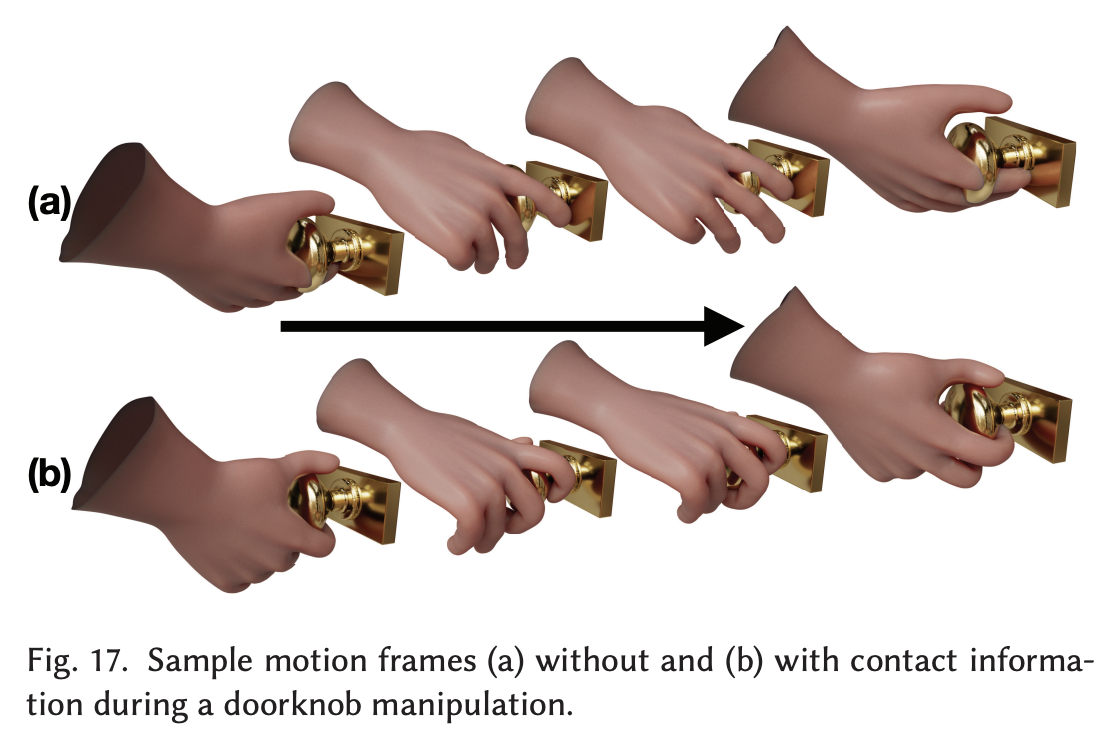 (a)
(b)
Fig. 17. Sample motion frames (a) without and (b) with contact informa-
tion during a doorknob manipulation.